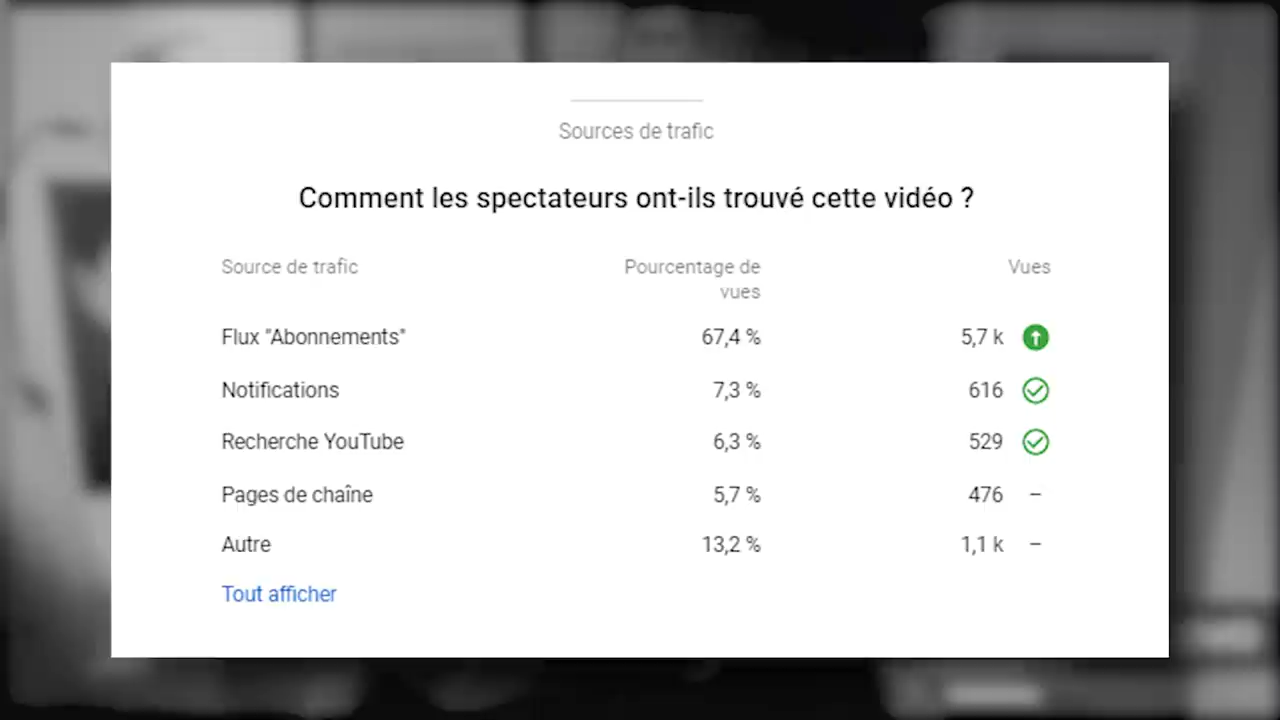 Sources de trafic
Comment les spectateurs ont-ils trouvé cette vidéo ?
Source de trafic Pourcentage de vues Vues
Flux "Abonnements" 67,4 % 5,7 k
Notifications 7,3 % 616
Recherche YouTube 6,3 % 529
Pages de chaîne 5,7 % 476 –
Autre 13,2 % 1,1 k –
Tout afficher